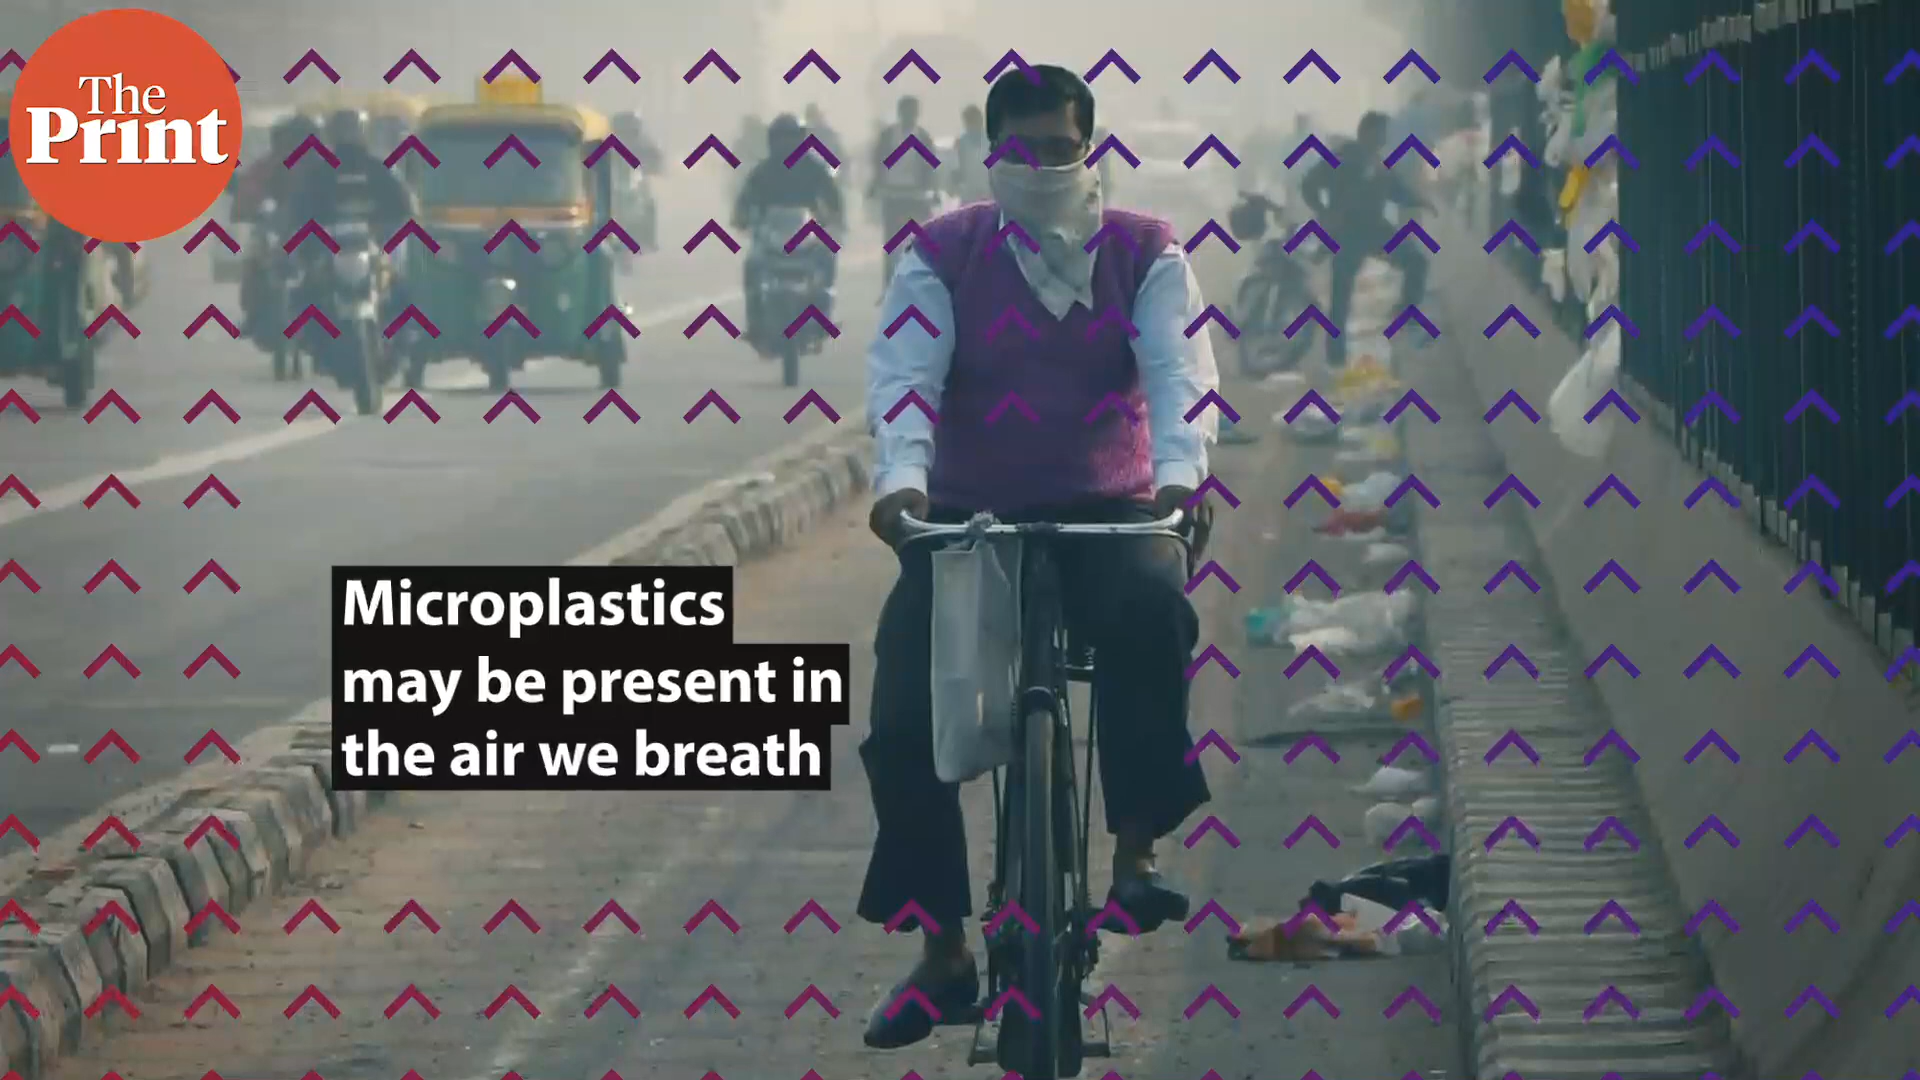 The
Print
Microplastics
may be present in
the air we breath